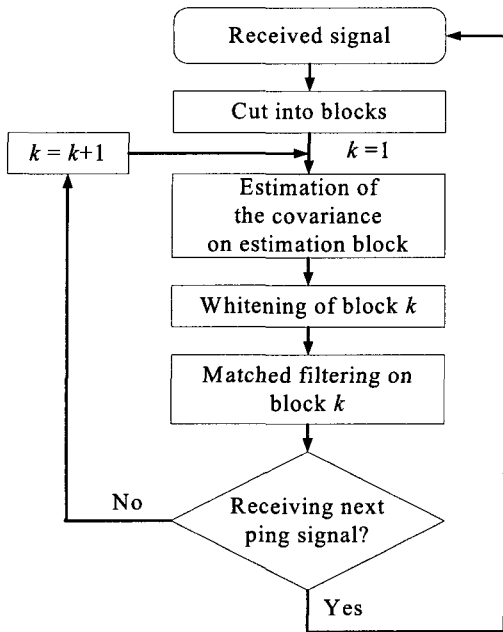 Received signal
Cut into blocks
k = k+1
k =1
Estimation of
the covariance
on estimation block
Whitening of block k
Matched filtering on
block k
No
Receiving next
ping signal?
Yes